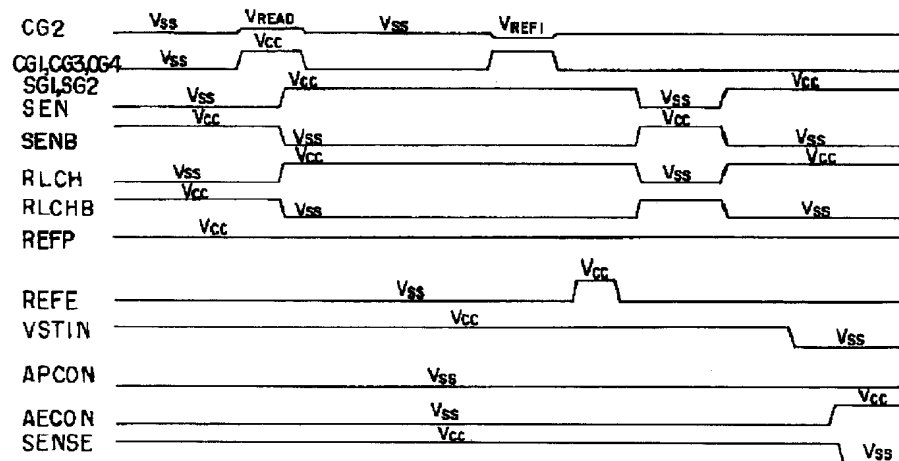 CG2 VSS VREAD VSS VREF1
CG1,CG3,CG4 VSS VCC
SG1,SG2 VCC VCC
SEN VSS VSS
SENB VCC VSS VCC VSS
RLCH VSS VCC VSS VCC
RLCHB VCC VSS VSS
REFP VCC
REFE VSS VCC
VSTIN VCC VSS
APCON VSS
AECON VSS VCC
SENSE VCC VSS